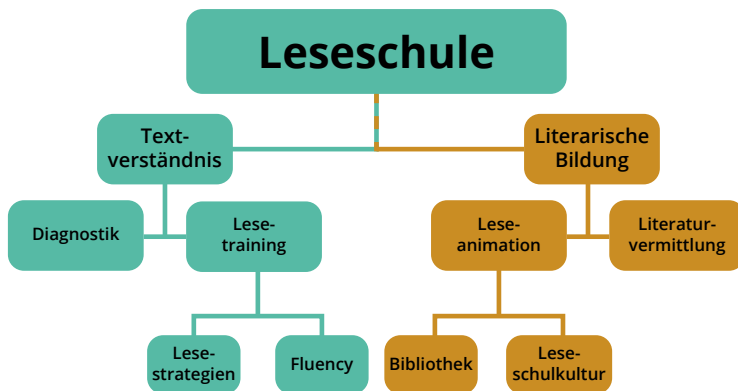 Leseschule
Text-
verständnis
Literarische
Bildung
Diagnostik
Lese-
training
Lese-
animation
Literatur-
vermittlung
Lese-
strategien
Fluency
Bibliothek
Lese-
schulkultur